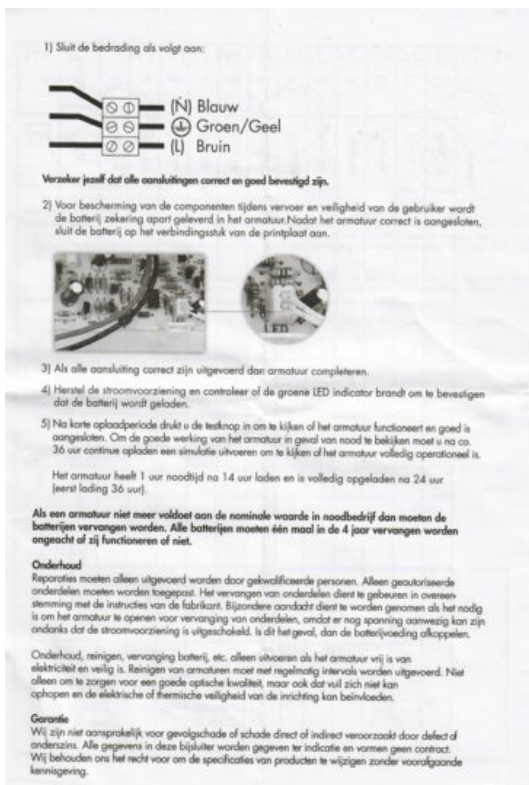 1) Sluit de bedrading als volgt aan:
(N) Blauw
Groen/Geel
(L) Bruin
Verzeker jezelf dat alle aansluitingen correct en goed bevestigd zijn.
2) Voor bescherming van de componenten tijdens vervoer en veiligheid van de gebruiker wordt
de batterij zekering apart geleverd in het armatuur.Nadat het armatuur correct is aangesloten,
sluit de batterij op het verbindingsstuk van de printplaat aan.
LED
3) Als alle aansluiting correct zijn uitgevoerd dan armatuur completeren.
4) Herstel de stroomvoorziening en controleer of de groene LED indicator brandt om te bevestigen
dat de batterij wordt geladen.
5) Na korte oplaadperiode drukt u de testknop in om te kijken of het armatuur functioneert en goed is
aangesloten. Om de goede werking van het armatuur in geval van nood te bekijken moet u na ca.
36 uur continue opladen een simulatie uitvoeren om te kijken of het armatuur volledig operationeel is.
Het armatuur heeft 1 uur noodtijd na 14 uur laden en is volledig opgeladen na 24 uur
(eerst lading 36 uur).
Als een armatuur niet meer voldoet aan de nominale waarde in noodbedrijf dan moeten de
batterijen vervangen worden. Alle batterijen moeten één maal in de 4 jaar vervangen worden
ongeacht of zij functioneren of niet.
Onderhoud
Reparaties moeten alleen uitgevoerd worden door gekwalificeerde personen. Alleen geautoriseerde
onderdelen moeten worden toegepast. Het vervangen van onderdelen dient te gebeuren in overeen-
stemming met de instructies van de fabrikant. Bijzondere aandacht dient te worden genomen als het nodig
is om het armatuur te openen voor vervanging van onderdelen, omdat er nog spanning aanwezig kan zijn
ondanks dat de stroomvoorziening is uitgeschakeld. Is dit het geval, dan de batterijvoeding afkoppelen.
Onderhoud, reinigen, vervanging batterij, etc. alleen uitvoeren als het armatuur vrij is van
elektriciteit en veilig is. Reinigen van armaturen moet met regelmatig intervals worden uitgevoerd. Niet
alleen om te zorgen voor een goede optische kwaliteit, maar ook dat vuil zich niet kan
ophopen en de elektrische of thermische veiligheid van de inrichting kan beïnvloeden.
Garantie
Wij zijn niet aansprakelijk voor gevolgschade of schade direct of indirect veroorzaakt door defect of
anderszins. Alle gegevens in deze bijsluiter worden gegeven ter indicatie en vormen geen contract.
Wij behouden ons het recht voor om de specificaties van producten te wijzigen zonder voorafgaande
kennisgeving.